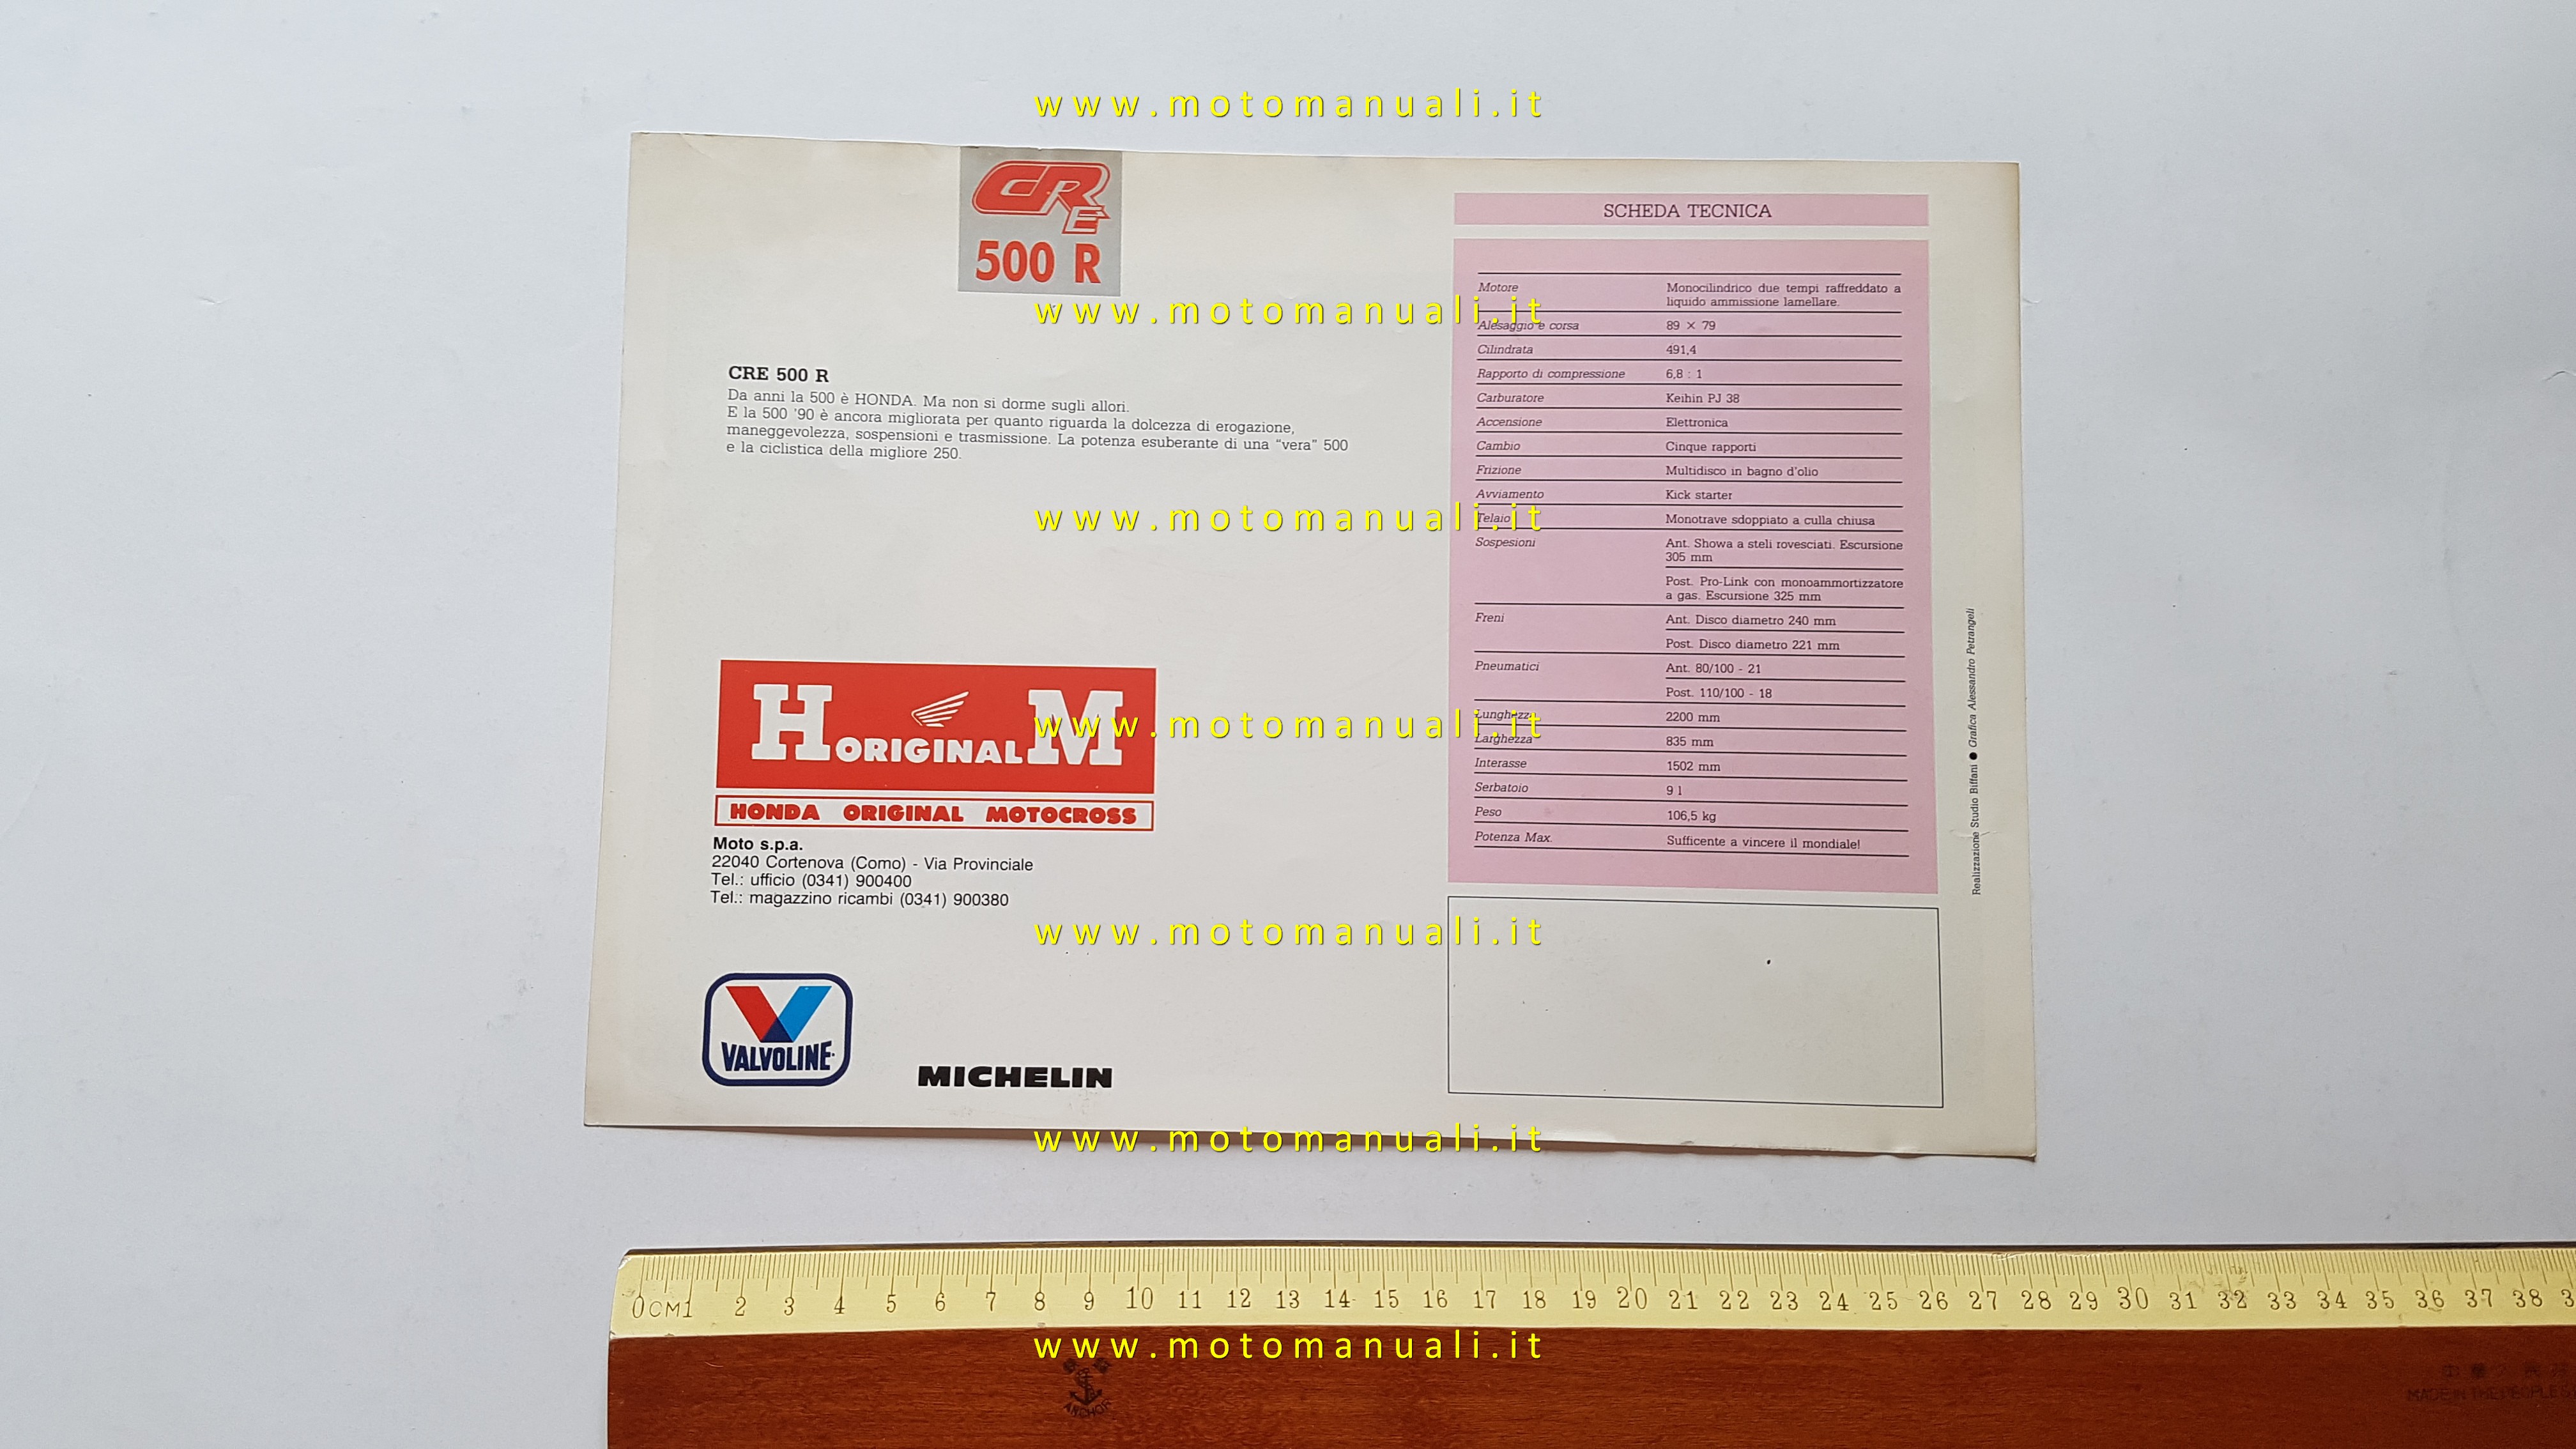 www.motomanuali.it
CRE
500 R
www.motomanuali.it
CRE 500 R
Da anni la 500 è HONDA. Ma non si dorme sugli allori.
E la 500 '90 è ancora migliorata per quanto riguarda la dolcezza di erogazione,
maneggevolezza, sospensioni e trasmissione. La potenza esuberante di una "vera" 500
e la ciclistica della migliore 250.
www.motomanuali.it
H ORIGINAL M
HONDA ORIGINAL MOTOCROSS
www.motomanuali.it
Moto s.p.a.
22040 Cortenova (Como) - Via Provinciale
Tel.: ufficio (0341) 900400
Tel.: magazzino ricambi (0341) 900380
www.motomanuali.it
VALVOLINE
MICHELIN
SCHEDA TECNICA
Motore Monocilindrico due tempi raffreddato a
liquido ammissione lamellare.
Alesaggio e corsa 89 × 79
Cilindrata 491,4
Rapporto di compressione 6,8 : 1
Carburatore Keihin PJ 38
Accensione Elettronica
Cambio Cinque rapporti
Frizione Multidisco in bagno d'olio
Avviamento Kick starter
Telaio Monotrave sdoppiato a culla chiusa
Sospesioni Ant. Showa a steli rovesciati. Escursione
305 mm
Post. Pro-Link con monoammortizzatore
a gas. Escursione 325 mm
Freni Ant. Disco diametro 240 mm
Post. Disco diametro 221 mm
Pneumatici Ant. 80/100 - 21
Post. 110/100 - 18
Lunghezza 2200 mm
Larghezza 835 mm
Interasse 1502 mm
Serbatoio 9 l
Peso 106,5 kg
Potenza Max. Sufficente a vincere il mondiale!
Realizzazione Studio Biffani ● Grafica Alessandro Petrangeli
www.motomanuali.it
0CM1 2 3 4 5 6 7 8 9 10 11 12 13 14 15 16 17 18 19 20 21 22 23 24 25 26 27 28 29 30 31 32 33 34 35 36 37 38 3
www.motomanuali.it
ANCHOR
MADE IN THE PEOPLE'S